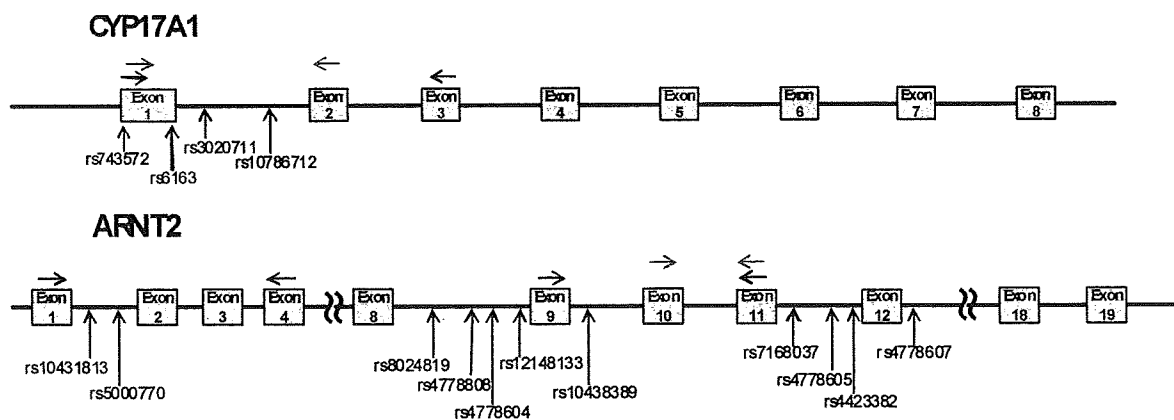 CYP17A1
Exon 1
Exon 2
Exon 3
Exon 4
Exon 5
Exon 6
Exon 7
Exon 8
rs743572
rs6163
rs3020711
rs10786712
ARNT2
Exon 1
Exon 2
Exon 3
Exon 4
Exon 8
Exon 9
Exon 10
Exon 11
Exon 12
Exon 18
Exon 19
rs10431813
rs5000770
rs8024819
rs4778808
rs4778604
rs12148133
rs10438389
rs7168037
rs4778605
rs4423382
rs4778607